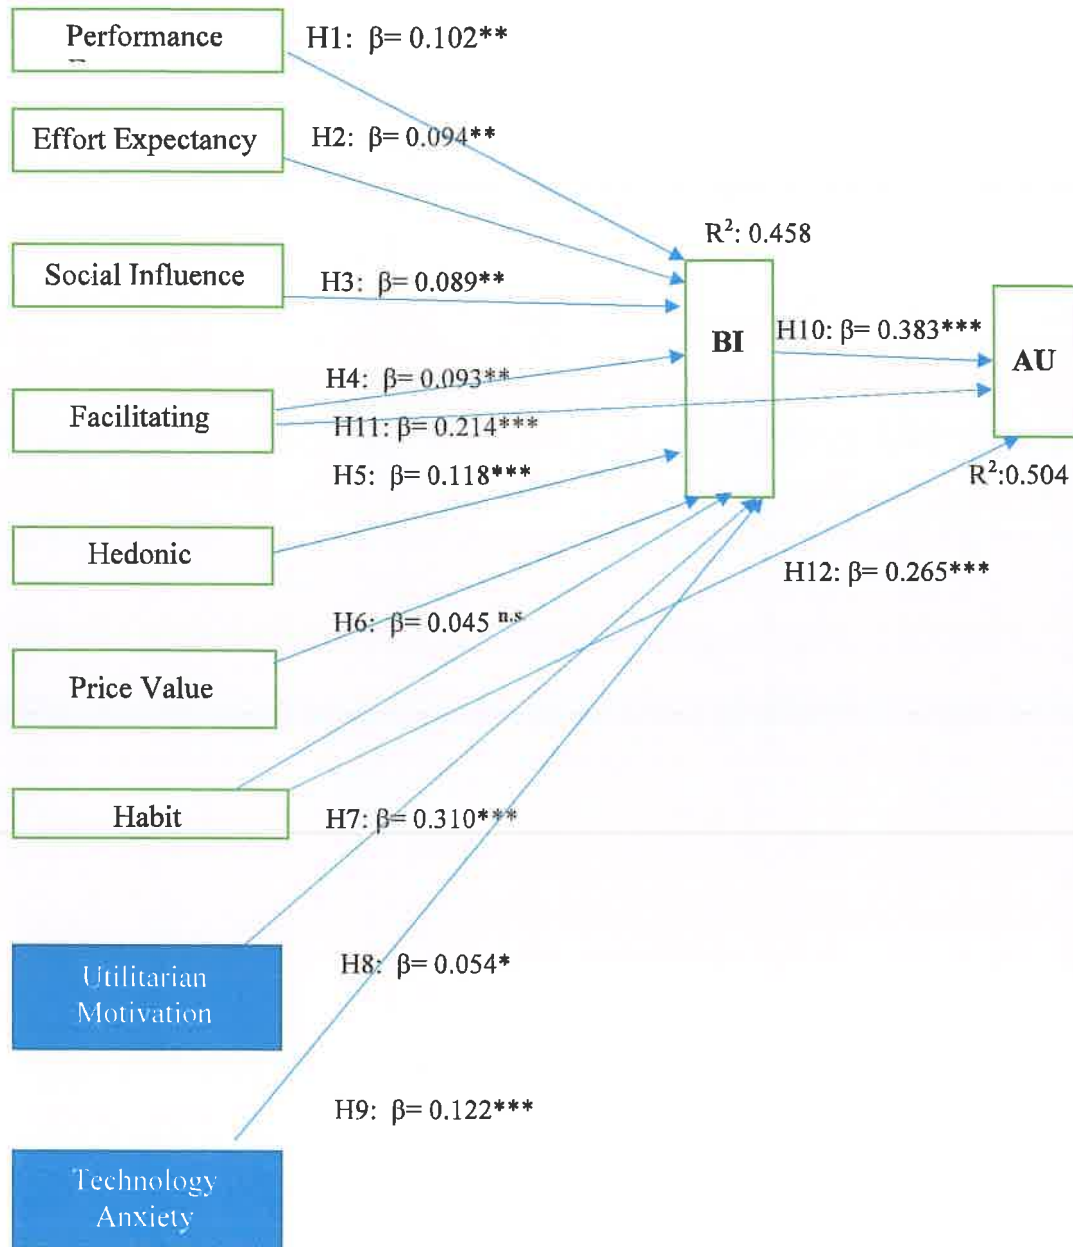 Performance
H1: β= 0.102**
Effort Expectancy
H2: β= 0.094**
R²: 0.458
Social Influence
H3: β= 0.089**
BI
H10: β= 0.383***
AU
H4: β= 0.093**
Facilitating
H11: β= 0.214***
H5: β= 0.118***
R²:0.504
Hedonic
H12: β= 0.265***
H6: β= 0.045 n.s
Price Value
Habit
H7: β= 0.310***
Utilitarian
Motivation
H8: β= 0.054*
H9: β= 0.122***
Technology
Anxiety